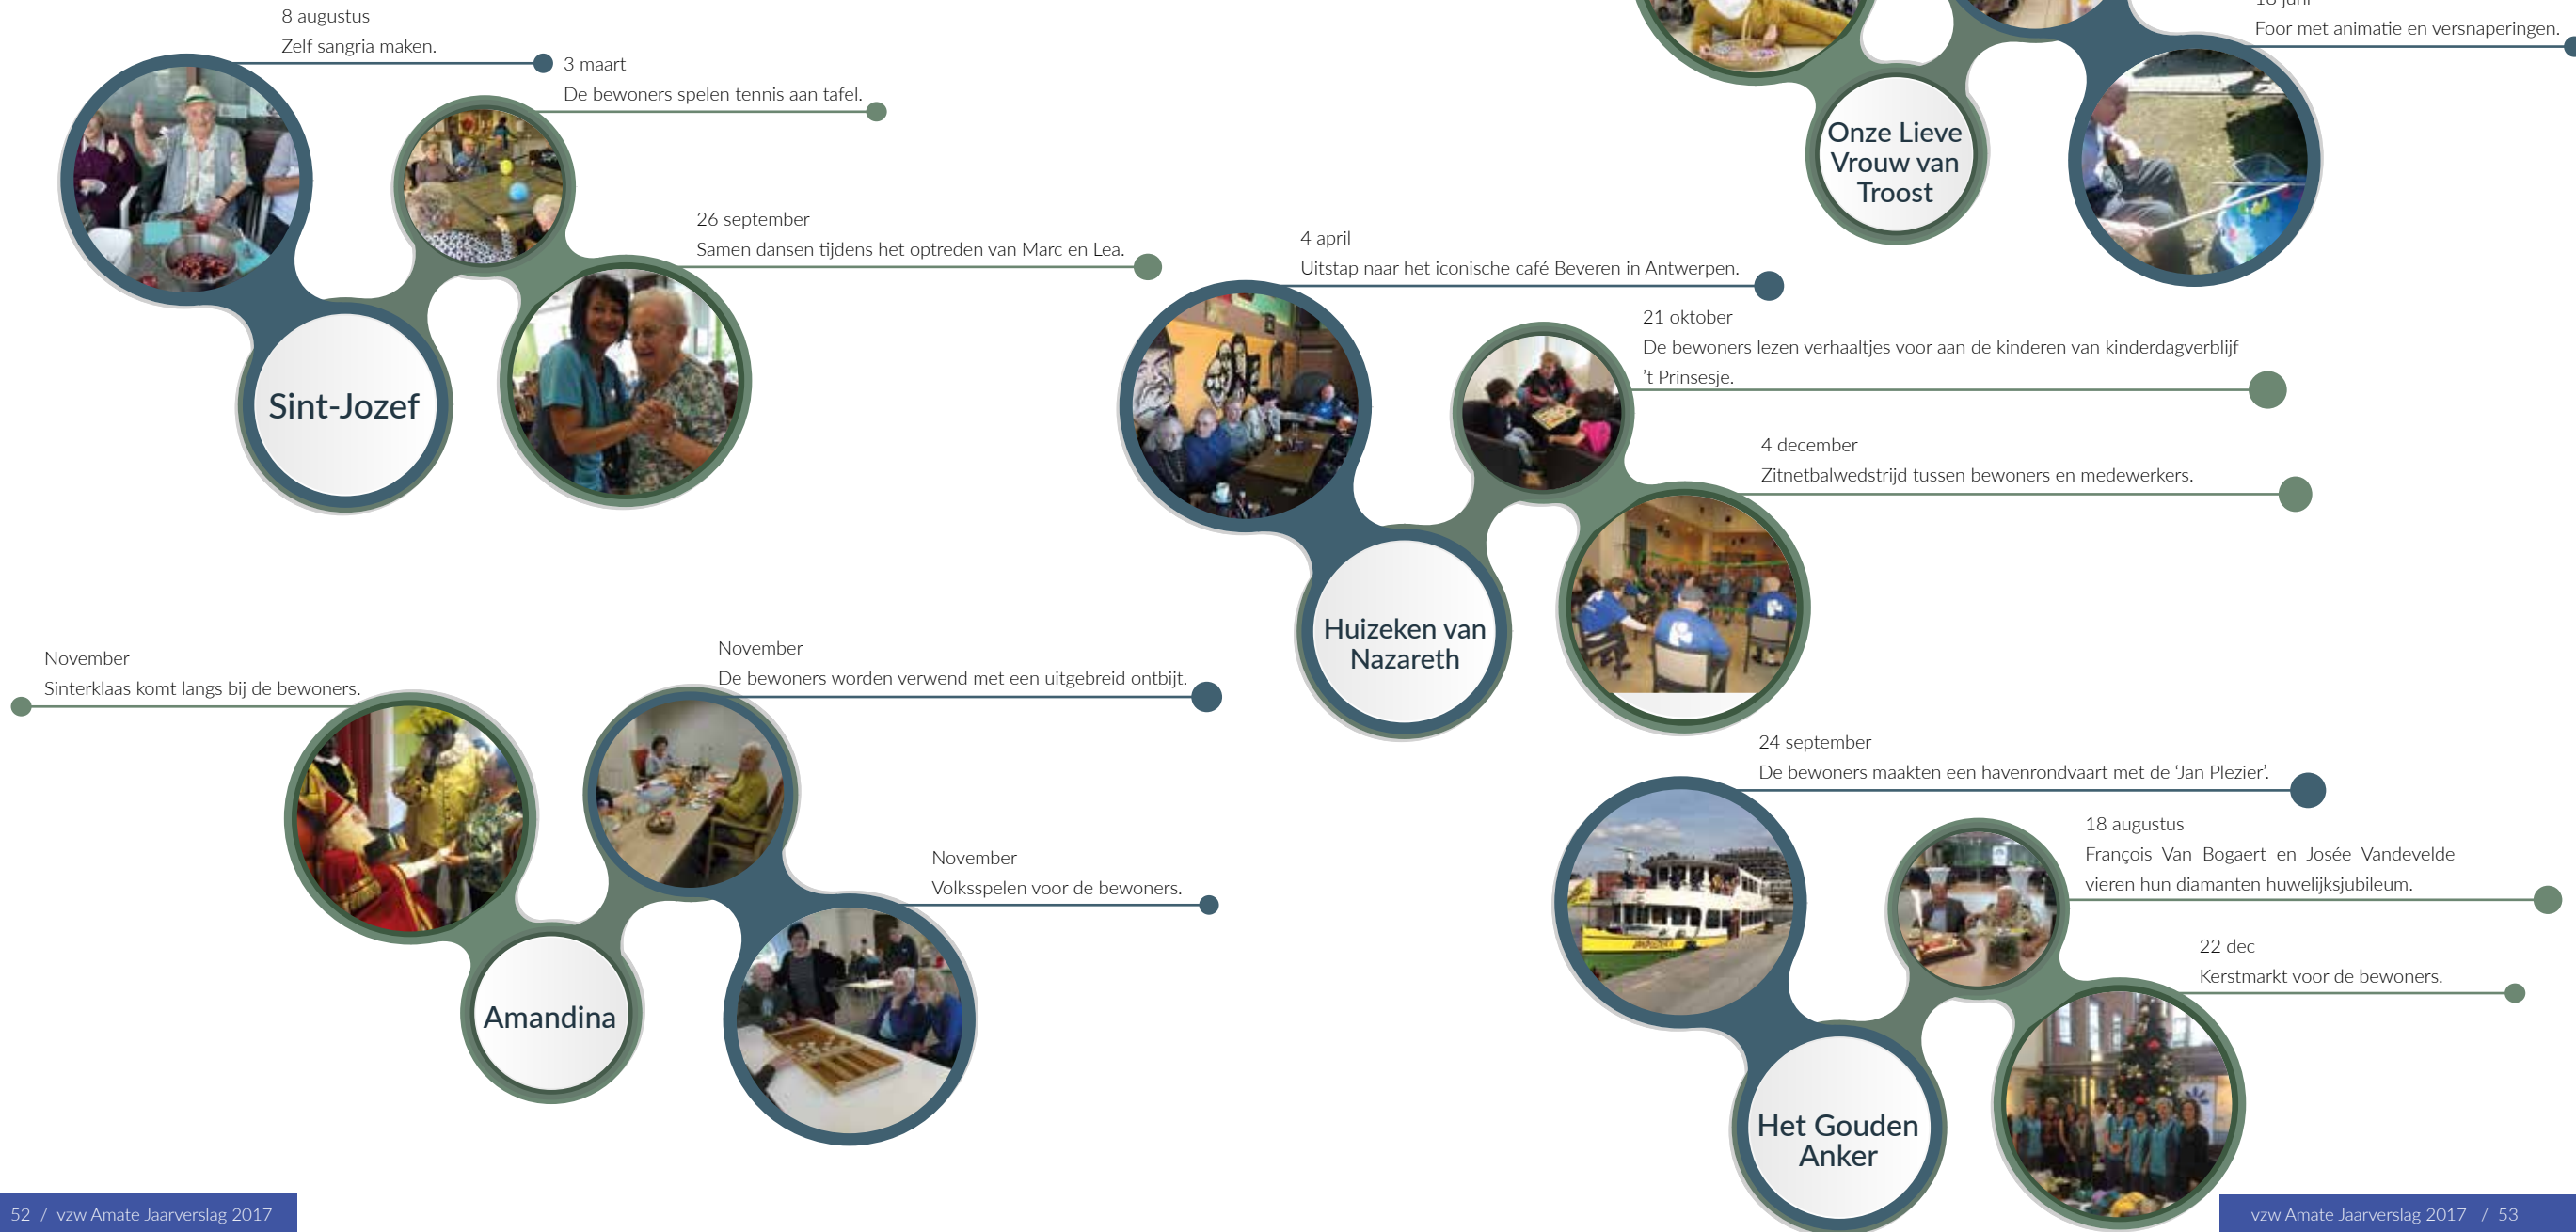 8 augustus
Zelf sangria maken.
3 maart
De bewoners spelen tennis aan tafel.
26 september
Samen dansen tijdens het optreden van Marc en Lea.
Sint-Jozef
November
Sinterklaas komt langs bij de bewoners.
November
De bewoners worden verwend met een uitgebreid ontbijt.
November
Volksspelen voor de bewoners.
Amandina
52 / vzw Amate Jaarverslag 2017
juni
Foor met animatie en versnaperingen.
Onze Lieve
Vrouw van
Troost
4 april
Uitstap naar het iconische café Beveren in Antwerpen.
21 oktober
De bewoners lezen verhaaltjes voor aan de kinderen van kinderdagverblijf
’t Prinsesje.
4 december
Zitnetbalwedstrijd tussen bewoners en medewerkers.
Huizeken van
Nazareth
24 september
De bewoners maakten een havenrondvaart met de ‘Jan Plezier’.
18 augustus
François Van Bogaert en Josée Vandevelde
vieren hun diamanten huwelijksjubileum.
22 dec
Kerstmarkt voor de bewoners.
Het Gouden
Anker
vzw Amate Jaarverslag 2017 / 53